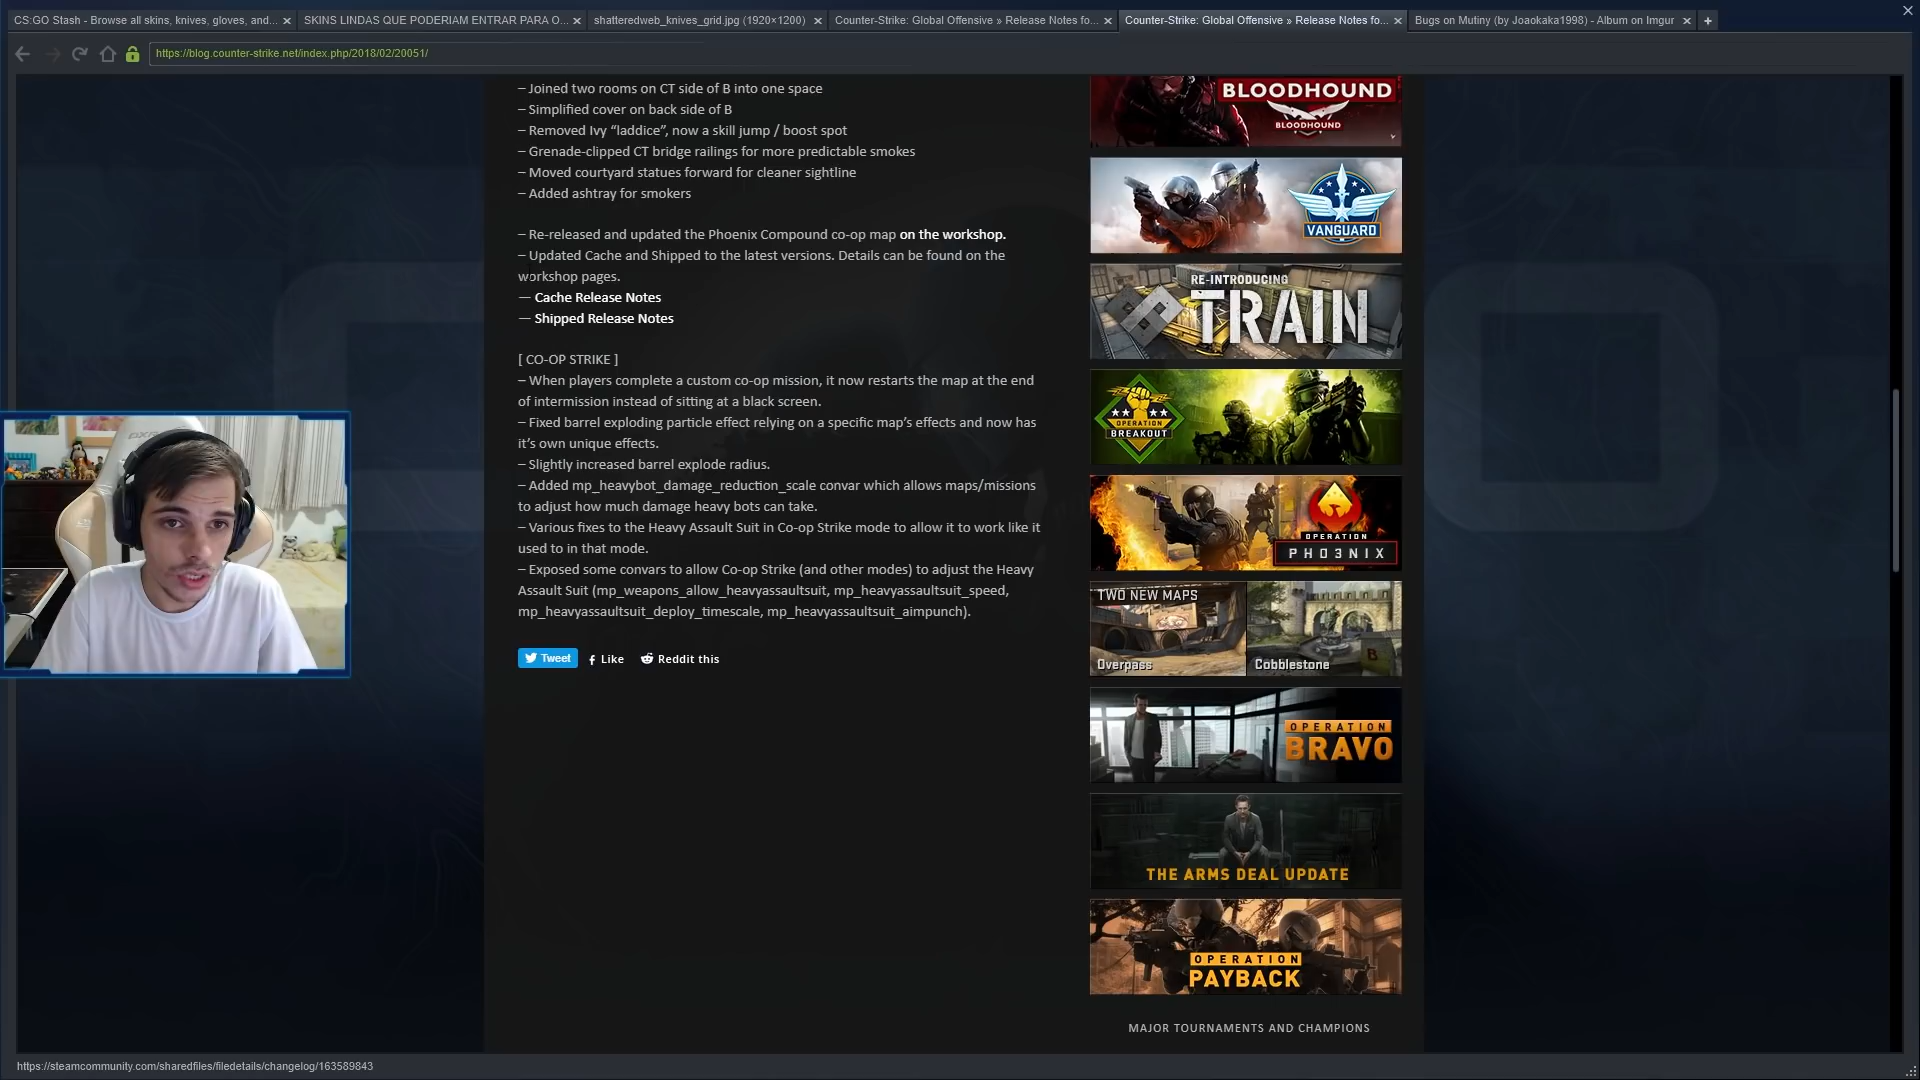 CS:GO Stash - Browse all skins, knives, gloves, and...
SKINS LINDAS QUE PODERIAM ENTRAR PARA O...
shatteredweb_knives_grid.jpg (1920×1200)
Counter-Strike: Global Offensive » Release Notes fo...
Counter-Strike: Global Offensive » Release Notes fo...
Bugs on Mutiny (by Joaokaka1998) - Album on Imgur
https://blog.counter-strike.net/index.php/2018/02/20051/
– Joined two rooms on CT side of B into one space
– Simplified cover on back side of B
– Removed Ivy “laddice”, now a skill jump / boost spot
– Grenade-clipped CT bridge railings for more predictable smokes
– Moved courtyard statues forward for cleaner sightline
– Added ashtray for smokers
– Re-released and updated the Phoenix Compound co-op map on the workshop.
– Updated Cache and Shipped to the latest versions. Details can be found on the
workshop pages.
— Cache Release Notes
— Shipped Release Notes
[ CO-OP STRIKE ]
– When players complete a custom co-op mission, it now restarts the map at the end
of intermission instead of sitting at a black screen.
– Fixed barrel exploding particle effect relying on a specific map’s effects and now has
it’s own unique effects.
– Slightly increased barrel explode radius.
– Added mp_heavybot_damage_reduction_scale convar which allows maps/missions
to adjust how much damage heavy bots can take.
– Various fixes to the Heavy Assault Suit in Co-op Strike mode to allow it to work like it
used to in that mode.
– Exposed some convars to allow Co-op Strike (and other modes) to adjust the Heavy
Assault Suit (mp_weapons_allow_heavyassaultsuit, mp_heavyassaultsuit_speed,
mp_heavyassaultsuit_deploy_timescale, mp_heavyassaultsuit_aimpunch).
Tweet
Like
Reddit this
BLOODHOUND
BLOODHOUND
VANGUARD
RE-INTRODUCING
TRAIN
OPERATION
BREAKOUT
OPERATION
PHO3NIX
TWO NEW MAPS
Overpass
Cobblestone
B
OPERATION
BRAVO
THE ARMS DEAL UPDATE
OPERATION
PAYBACK
MAJOR TOURNAMENTS AND CHAMPIONS
https://steamcommunity.com/sharedfiles/filedetails/changelog/163589843